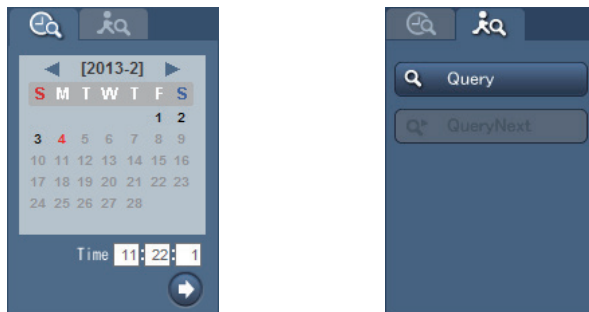 [2013-2]
S M T W T F S
1 2
3 4 5 6 7 8 9
10 11 12 13 14 15 16
17 18 19 20 21 22 23
24 25 26 27 28
Time 11:22:1
Query
QueryNext